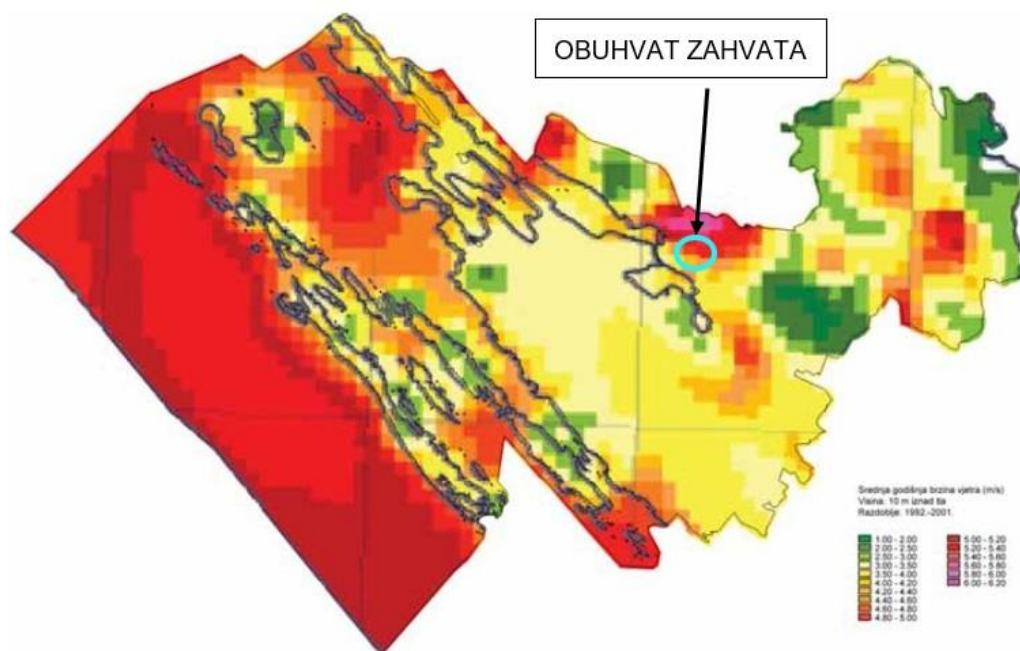 OBUHVAT ZAHVATA
Srednja godišnja brzina vjetra (m/s)
Visina: 10 m iznad tla
Razdoblje: 1992.-2001.
1.00 - 2.00
2.00 - 2.50
2.50 - 3.00
3.00 - 3.50
3.50 - 4.00
4.00 - 4.20
4.20 - 4.40
4.40 - 4.60
4.60 - 4.80
4.80 - 5.00
5.00 - 5.20
5.20 - 5.40
5.40 - 5.60
5.60 - 5.80
5.80 - 6.00
6.00 - 6.20